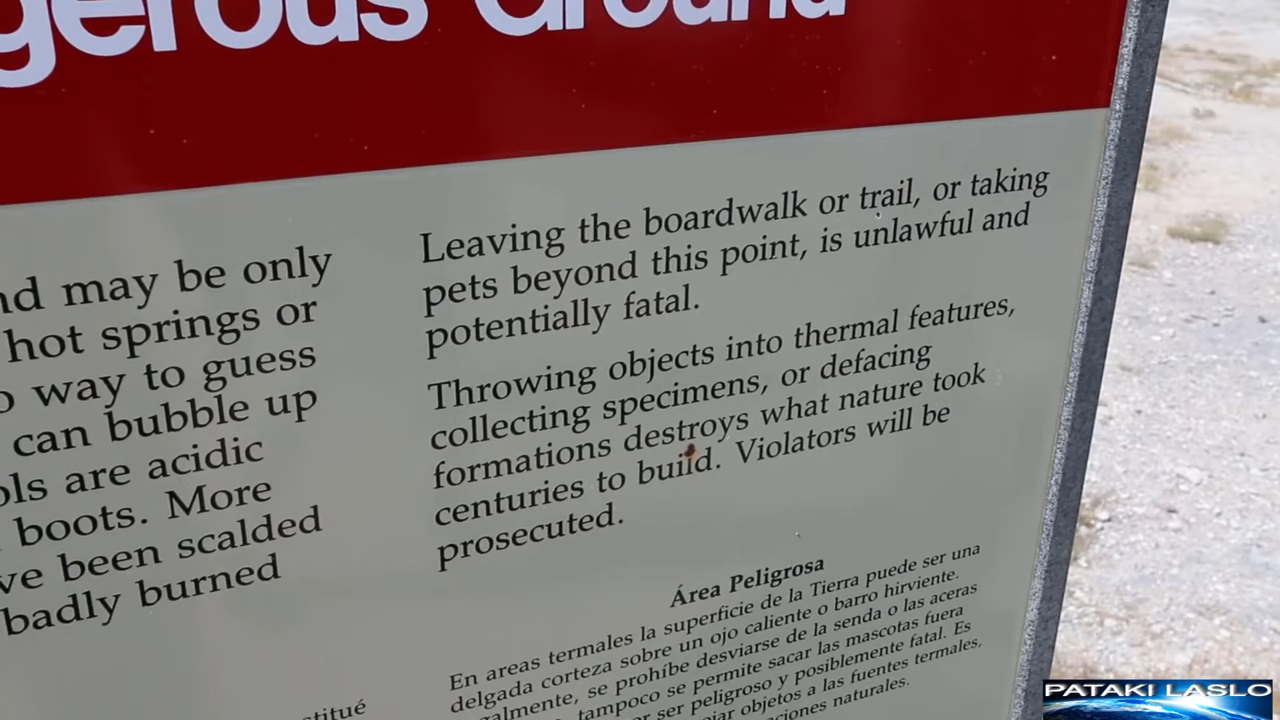 Ground
nd may be only
hot springs or
way to guess
can bubble up
are acidic
boots. More
been scalded
badly burned
Leaving the boardwalk or trail, or taking
pets beyond this point, is unlawful and
potentially fatal.
Throwing objects into thermal features,
collecting specimens, or defacing
formations destroys what nature took
centuries to build. Violators will be
prosecuted.
Área Peligrosa
En areas termales la superficie de la Tierra puede ser una
delgada corteza sobre un ojo caliente o barro hirviente.
se prohíbe desviarse de la senda o las aceras
tampoco se permite sacar las mascotas fuera
ser peligroso y posiblemente fatal. Es
objetos a las fuentes termales,
naturales.
PATAKI LASLO